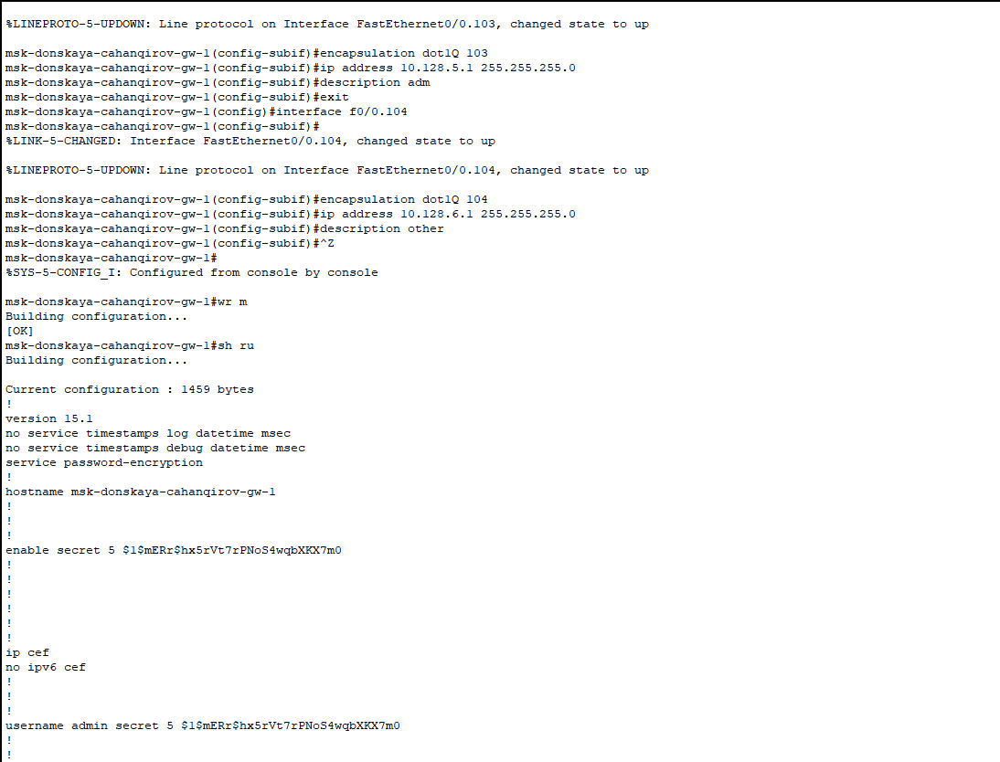 %LINEPROTO-5-UPDOWN: Line protocol on Interface FastEthernet0/0.103, changed state to up
msk-donskaya-cahanqirov-gw-1(config-subif)#encapsulation dot1Q 103
msk-donskaya-cahanqirov-gw-1(config-subif)#ip address 10.128.5.1 255.255.255.0
msk-donskaya-cahanqirov-gw-1(config-subif)#description adm
msk-donskaya-cahanqirov-gw-1(config-subif)#exit
msk-donskaya-cahanqirov-gw-1(config)#interface f0/0.104
msk-donskaya-cahanqirov-gw-1(config-subif)#
%LINK-5-CHANGED: Interface FastEthernet0/0.104, changed state to up
%LINEPROTO-5-UPDOWN: Line protocol on Interface FastEthernet0/0.104, changed state to up
msk-donskaya-cahanqirov-gw-1(config-subif)#encapsulation dot1Q 104
msk-donskaya-cahanqirov-gw-1(config-subif)#ip address 10.128.6.1 255.255.255.0
msk-donskaya-cahanqirov-gw-1(config-subif)#description other
msk-donskaya-cahanqirov-gw-1(config-subif)#^Z
msk-donskaya-cahanqirov-gw-1#
%SYS-5-CONFIG_I: Configured from console by console
msk-donskaya-cahanqirov-gw-1#wr m
Building configuration...
[OK]
msk-donskaya-cahanqirov-gw-1#sh ru
Building configuration...
Current configuration : 1459 bytes
!
version 15.1
no service timestamps log datetime msec
no service timestamps debug datetime msec
service password-encryption
!
hostname msk-donskaya-cahanqirov-gw-1
!
!
!
enable secret 5 $1$mERr$hx5rVt7rPNoS4wqbXKX7m0
!
!
!
!
!
!
ip cef
no ipv6 cef
!
!
!
username admin secret 5 $1$mERr$hx5rVt7rPNoS4wqbXKX7m0
!
!